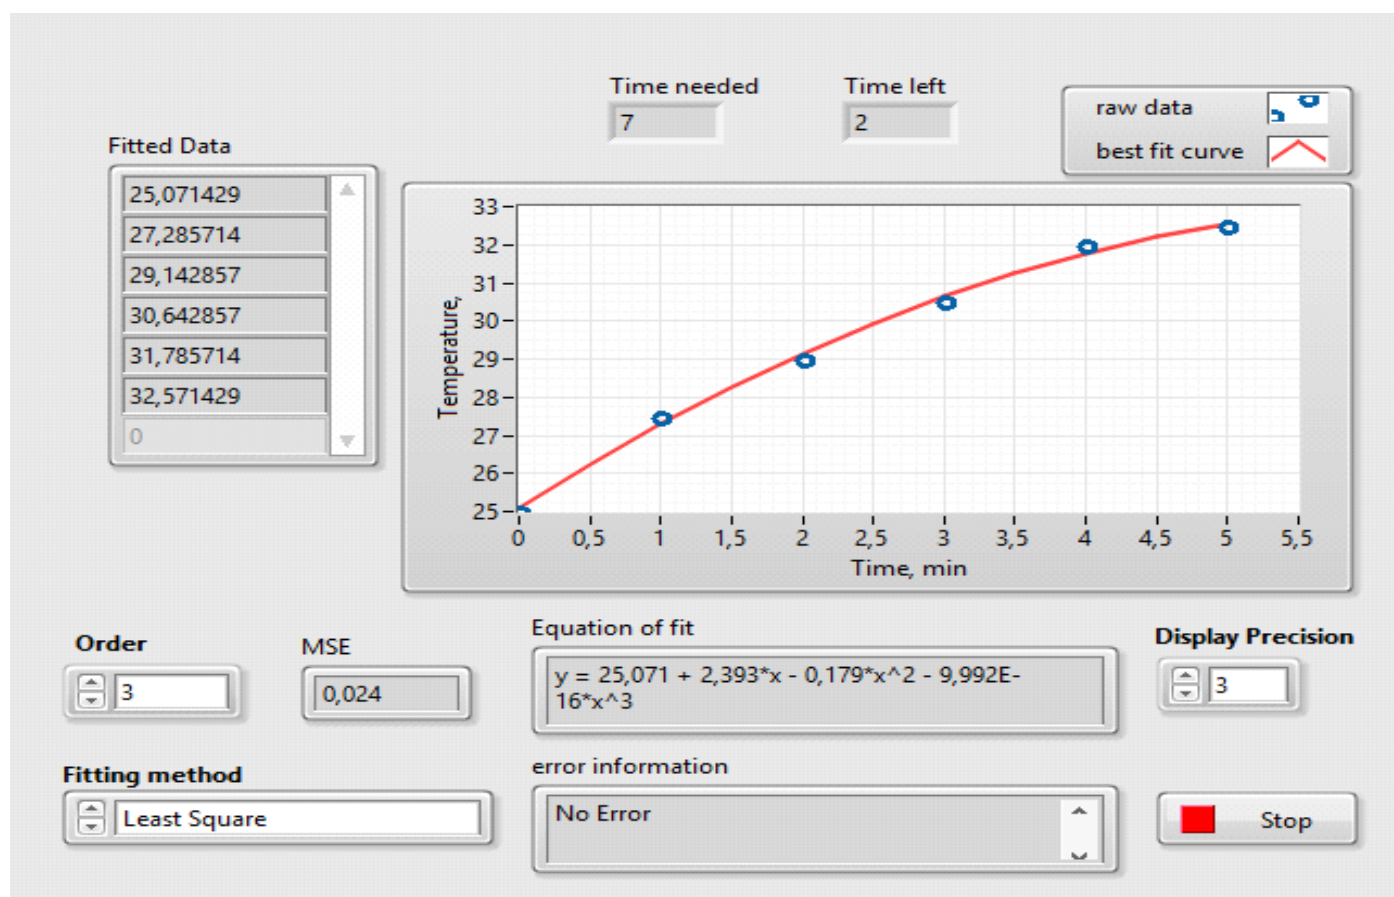 Time needed
7
Time left
2
raw data
best fit curve
Fitted Data
25,071429
27,285714
29,142857
30,642857
31,785714
32,571429
0
Temperature,
33
32
31
30
29
28
27
26
25
0 0,5 1 1,5 2 2,5 3 3,5 4 4,5 5 5,5
Time, min
Order
3
MSE
0,024
Equation of fit
y = 25,071 + 2,393*x - 0,179*x^2 - 9,992E-
16*x^3
Display Precision
3
Fitting method
Least Square
error information
No Error
Stop